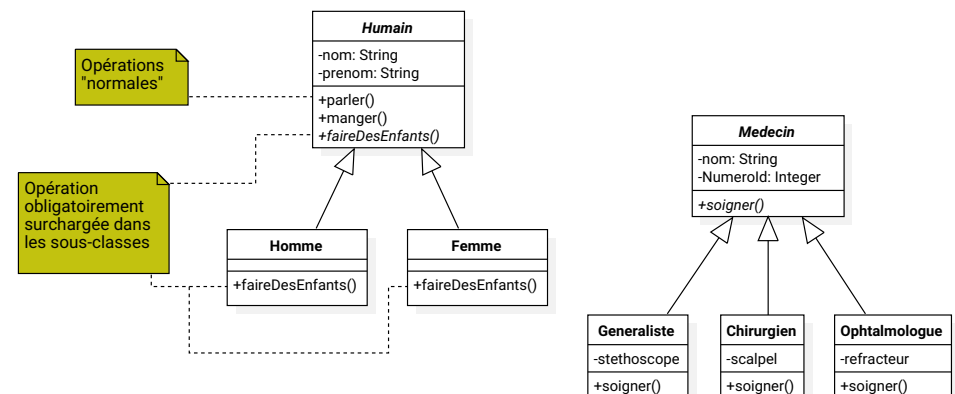 Humain
-nom: String
-prenom: String
+parler()
+manger()
+faireDesEnfants()
Opérations
"normales"
Opération
obligatoirement
surchargée dans
les sous-classes
Homme
+faireDesEnfants()
Femme
+faireDesEnfants()
Medecin
-nom: String
-NumeroId: Integer
+soigner()
Generaliste
-stethoscope
+soigner()
Chirurgien
-scalpel
+soigner()
Ophtalmologue
-refracteur
+soigner()